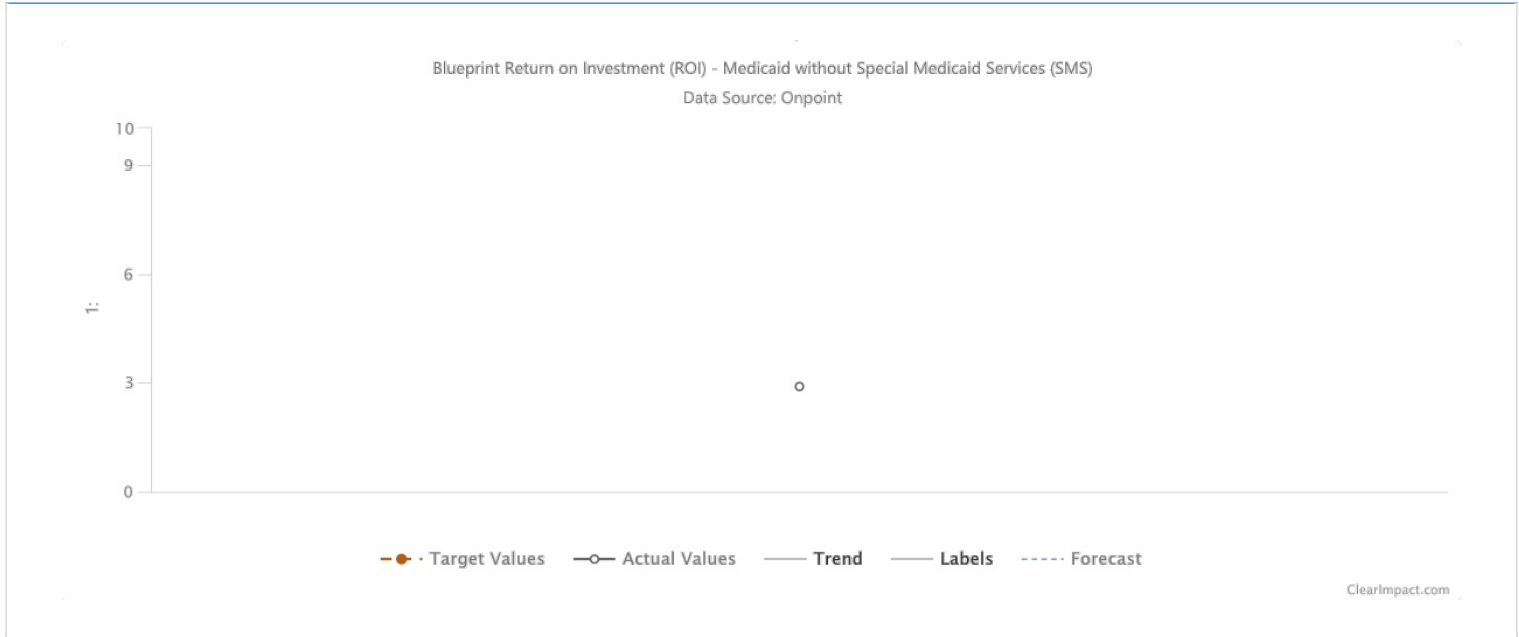 Blueprint Return on Investment (ROI) - Medicaid without Special Medicaid Services (SMS)
Data Source: Onpoint
10
9
6
1:
3
0
Target Values Actual Values Trend Labels Forecast
ClearImpact.com